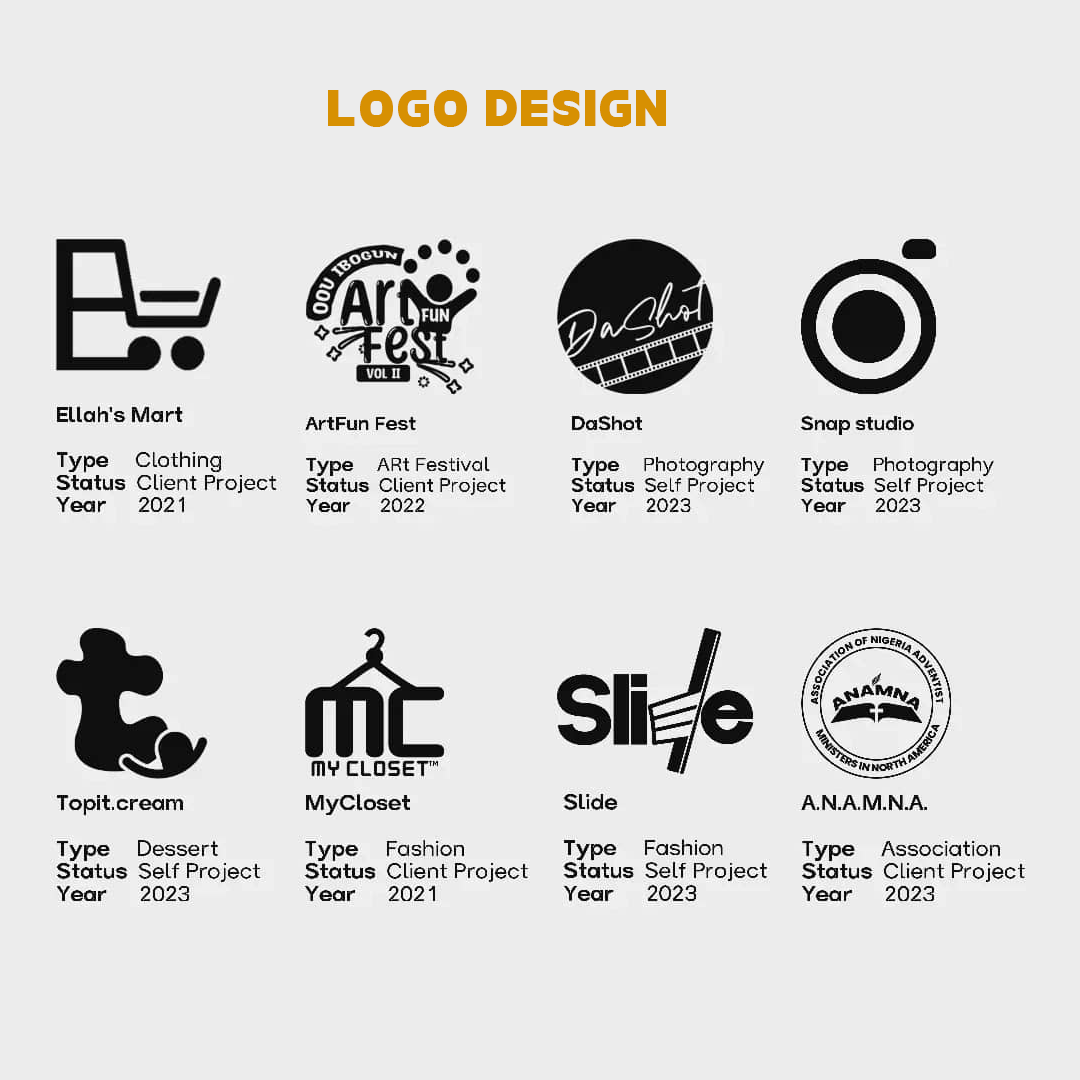 LOGO DESIGN
OOU IBOGUN
Art
FUN
Fest
VOL II
DaShot
Ellah's Mart
ArtFun Fest
DaShot
Snap studio
Type Clothing
Status Client Project
Year 2021
Type ARt Festival
Status Client Project
Year 2022
Type Photography
Status Self Project
Year 2023
Type Photography
Status Self Project
Year 2023
mc
MY CLOSET™
Slide
ASSOCIATION OF NIGERIA ADVENTIST
ANAMNA
MINISTERS IN NORTH AMERICA
Topit.cream
MyCloset
Slide
A.N.A.M.N.A.
Type Dessert
Status Self Project
Year 2023
Type Fashion
Status Client Project
Year 2021
Type Fashion
Status Self Project
Year 2023
Type Association
Status Client Project
Year 2023